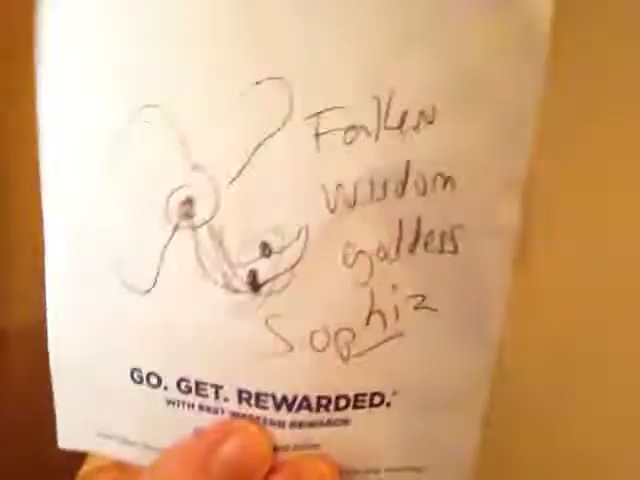 Fallen
wisdom
goddess
Sophia
GO. GET. REWARDED.*
WITH BEST WESTERN REWARDS